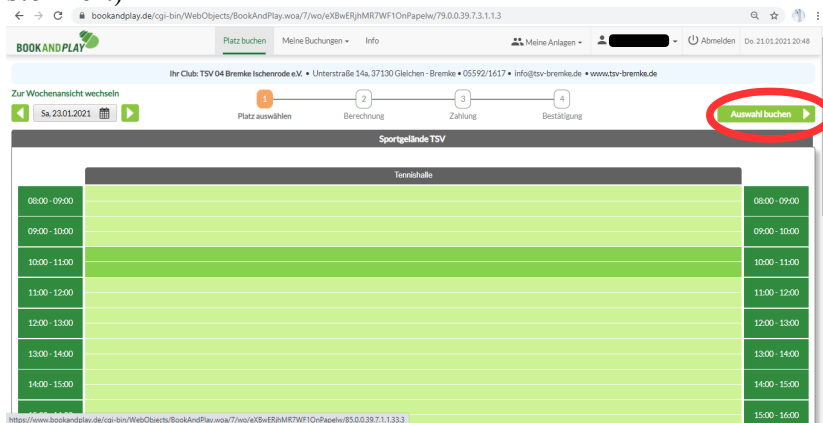 bookandplay.de/cgi-bin/WebObjects/BookAndPlay.woa/7/wo/eXBwERjhMR7WF1OnPapelw/79.0.0.39.7.3.1.1.3
BOOKANDPLAY Platz buchen Meine Buchungen Info Meine Anlagen Abmelden Do. 21.01.2021 20:48
Ihr Club: TSV 04 Bremke Ischenrode e.V. • Unterstraße 14a, 37130 Gleichen - Bremke • 05592/1617 • info@tsv-bremke.de • www.tsv-bremke.de
Zur Wochenansicht wechseln
Sa, 23.01.2021 1 2 3 4 Auswahl buchen
Platz auswählen Berechnung Zahlung Bestätigung
Sportgelände TSV
Tennishalle
08:00 - 09:00 08:00 - 09:00
09:00 - 10:00 09:00 - 10:00
10:00 - 11:00 10:00 - 11:00
11:00 - 12:00 11:00 - 12:00
12:00 - 13:00 12:00 - 13:00
13:00 - 14:00 13:00 - 14:00
14:00 - 15:00 14:00 - 15:00
15:00 - 16:00
https://www.bookandplay.de/cgi-bin/WebObjects/BookAndPlay.woa/7/wo/eXBwERjhMR7WF1OnPapelw/85.0.0.39.7.1.1.33.3